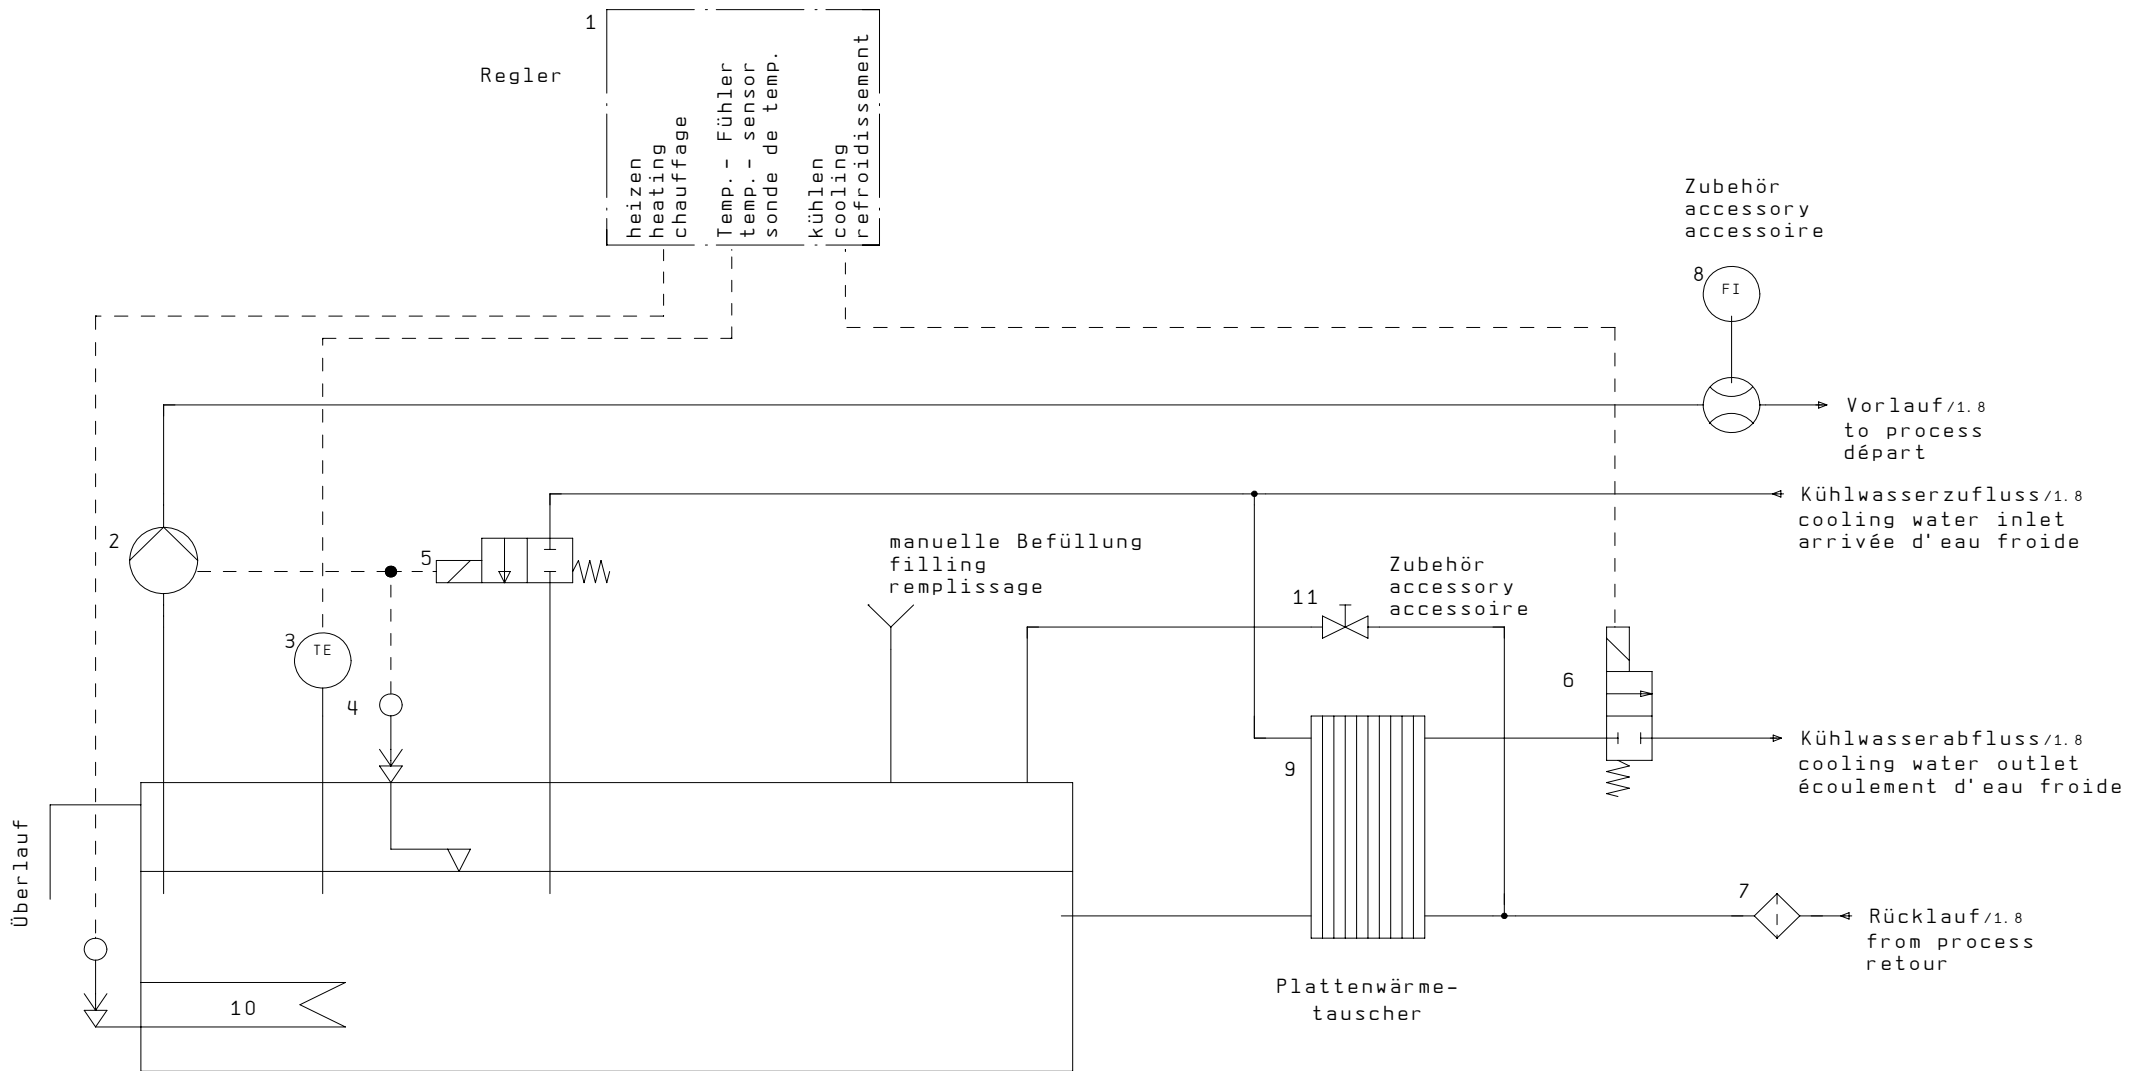 1
Regler
heizen
heating
chauffage
Temp.- Fühler
temp.- sensor
sonde de temp.
kühlen
cooling
refroidissement
Zubehör
accessory
accessoire
8
FI
Vorlauf/1.8
to process
départ
Kühlwasserzufluss/1.8
cooling water inlet
arrivée d'eau froide
2
5
manuelle Befüllung
filling
remplissage
Zubehör
accessory
accessoire
11
3
TE
4
6
9
Kühlwasserabfluss/1.8
cooling water outlet
écoulement d'eau froide
Überlauf
7
Rücklauf/1.8
from process
retour
10
Plattenwärme-
tauscher